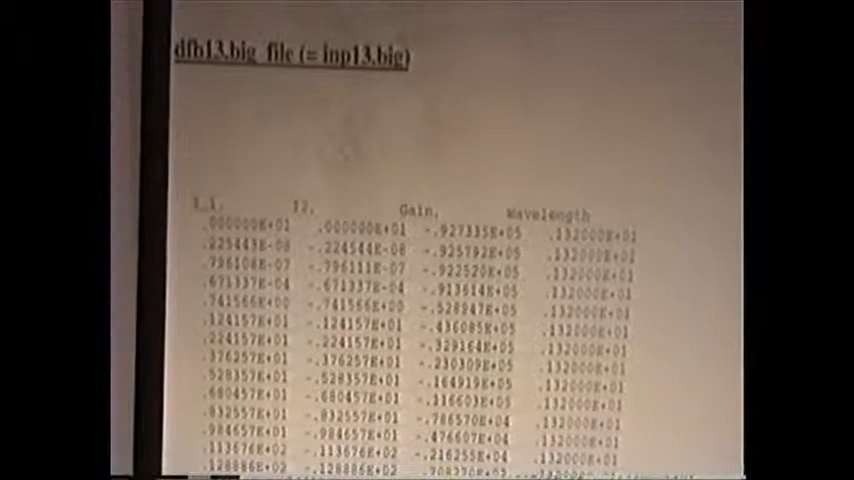 dfb13.big file (= inp13.big)
I1, I2, Gain, Wavelength
.000000E+01 .000000E+01 -.927335E+05 .132000E+01
.225443E-08 -.224544E-08 -.925792E+05 .132000E+01
.796108E-07 -.796111E-07 -.922520E+05 .132000E+01
.671337E-04 -.671337E-04 -.913614E+05 .132000E+01
.741566E+00 -.741566E+00 -.528947E+05 .132000E+01
.124157E+01 -.124157E+01 -.436085E+05 .132000E+01
.224157E+01 -.224157E+01 -.329164E+05 .132000E+01
.376257E+01 -.376257E+01 -.230309E+05 .132000E+01
.528357E+01 -.528357E+01 -.164919E+05 .132000E+01
.680457E+01 -.680457E+01 -.116603E+05 .132000E+01
.832557E+01 -.832557E+01 -.786570E+04 .132000E+01
.984657E+01 -.984657E+01 -.476607E+04 .132000E+01
.113676E+02 -.113676E+02 -.216255E+04 .132000E+01
.128886E+02 -.128886E+02